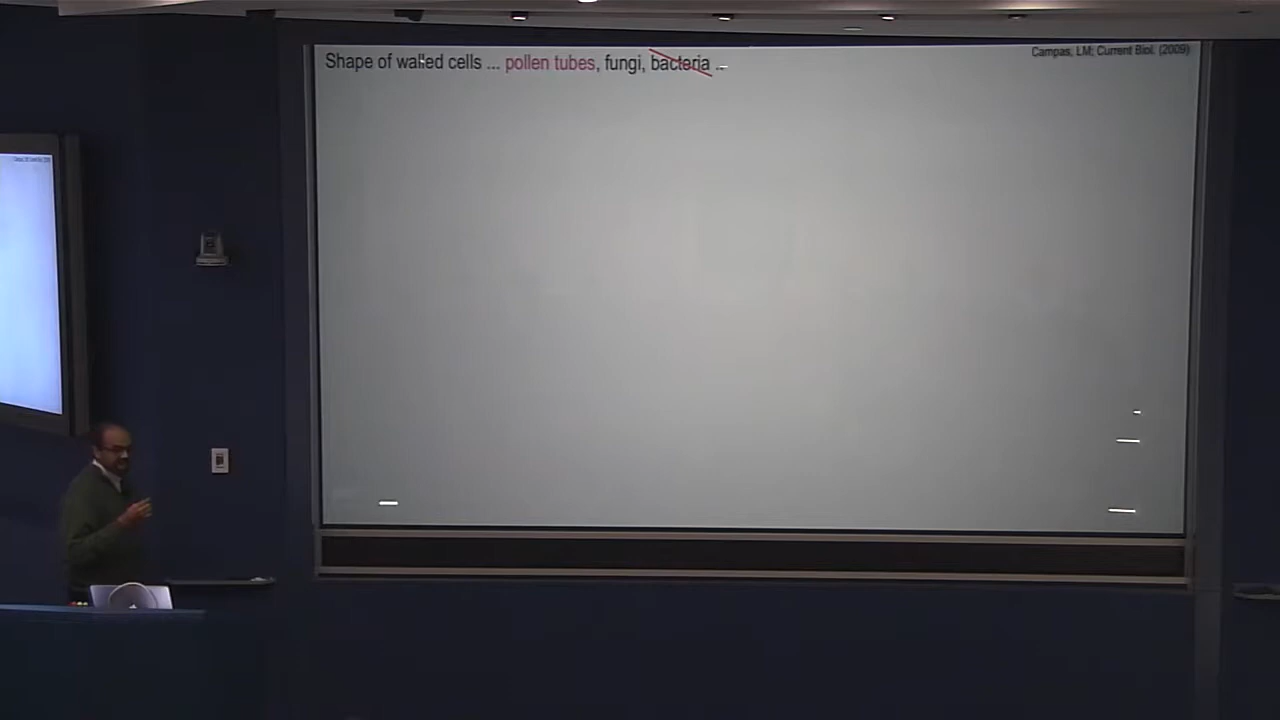 Shape of walled cells ... pollen tubes, fungi, bacteria ...
Campas, LM; Current Biol. (2009)